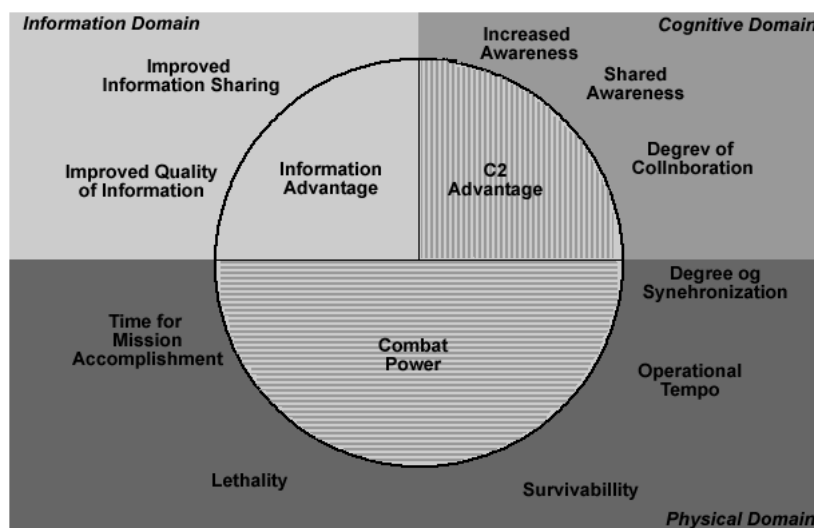 Information Domain
Cognitive Domain
Improved
Information Sharing
Increased
Awareness
Shared
Awareness
Improved Quality
of Information
Information
Advantage
C2
Advantage
Degrev of
Collnboration
Degree og
Synehronization
Time for
Mission
Accomplishment
Combat
Power
Operational
Tempo
Lethality
Survivabillity
Physical Domain